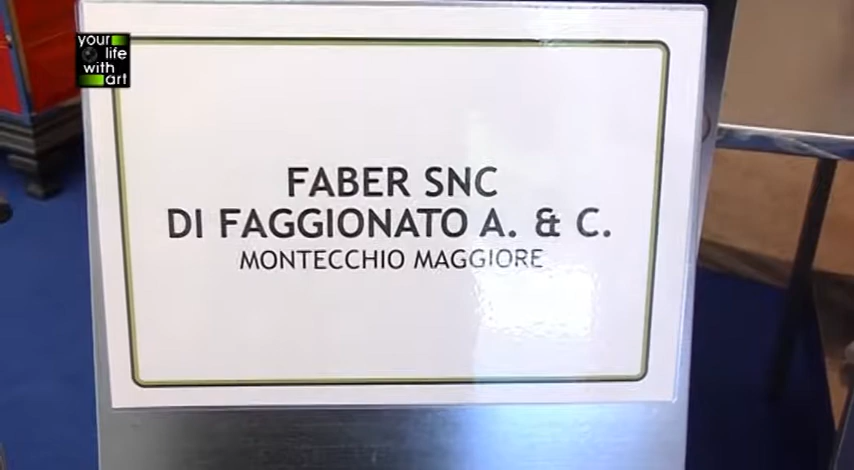 your
life
with
art
FABER SNC
DI FAGGIONATO A. & C.
MONTECCHIO MAGGIORE